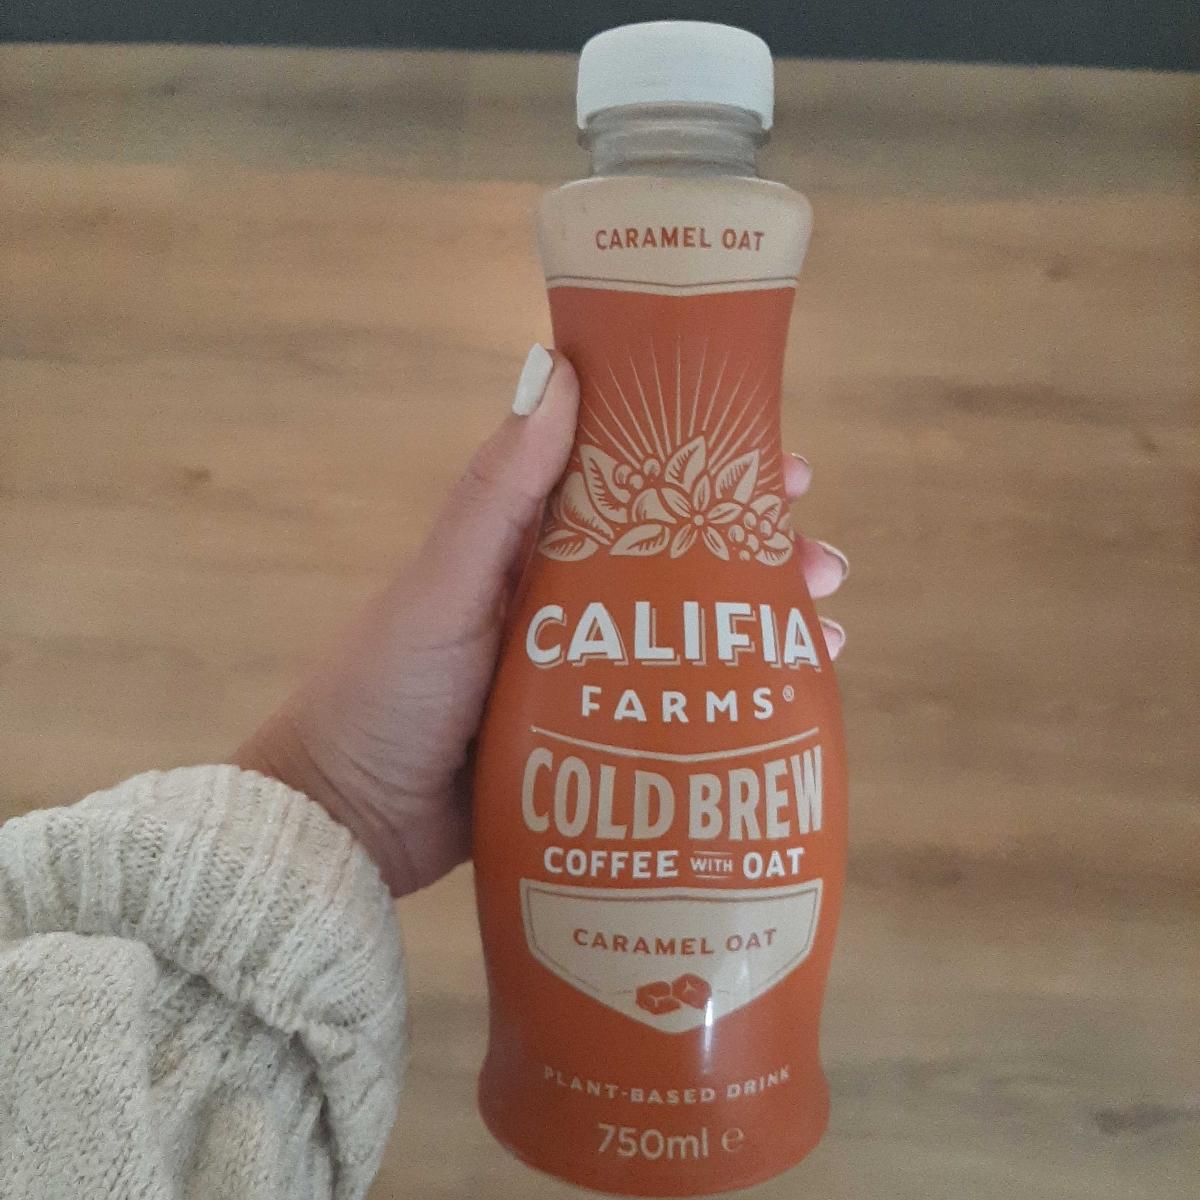 CARAMEL OAT
CALIFIA
FARMS®
COLD BREW
COFFEE WITH OAT
CARAMEL OAT
PLANT-BASED DRINK
750ml ℮